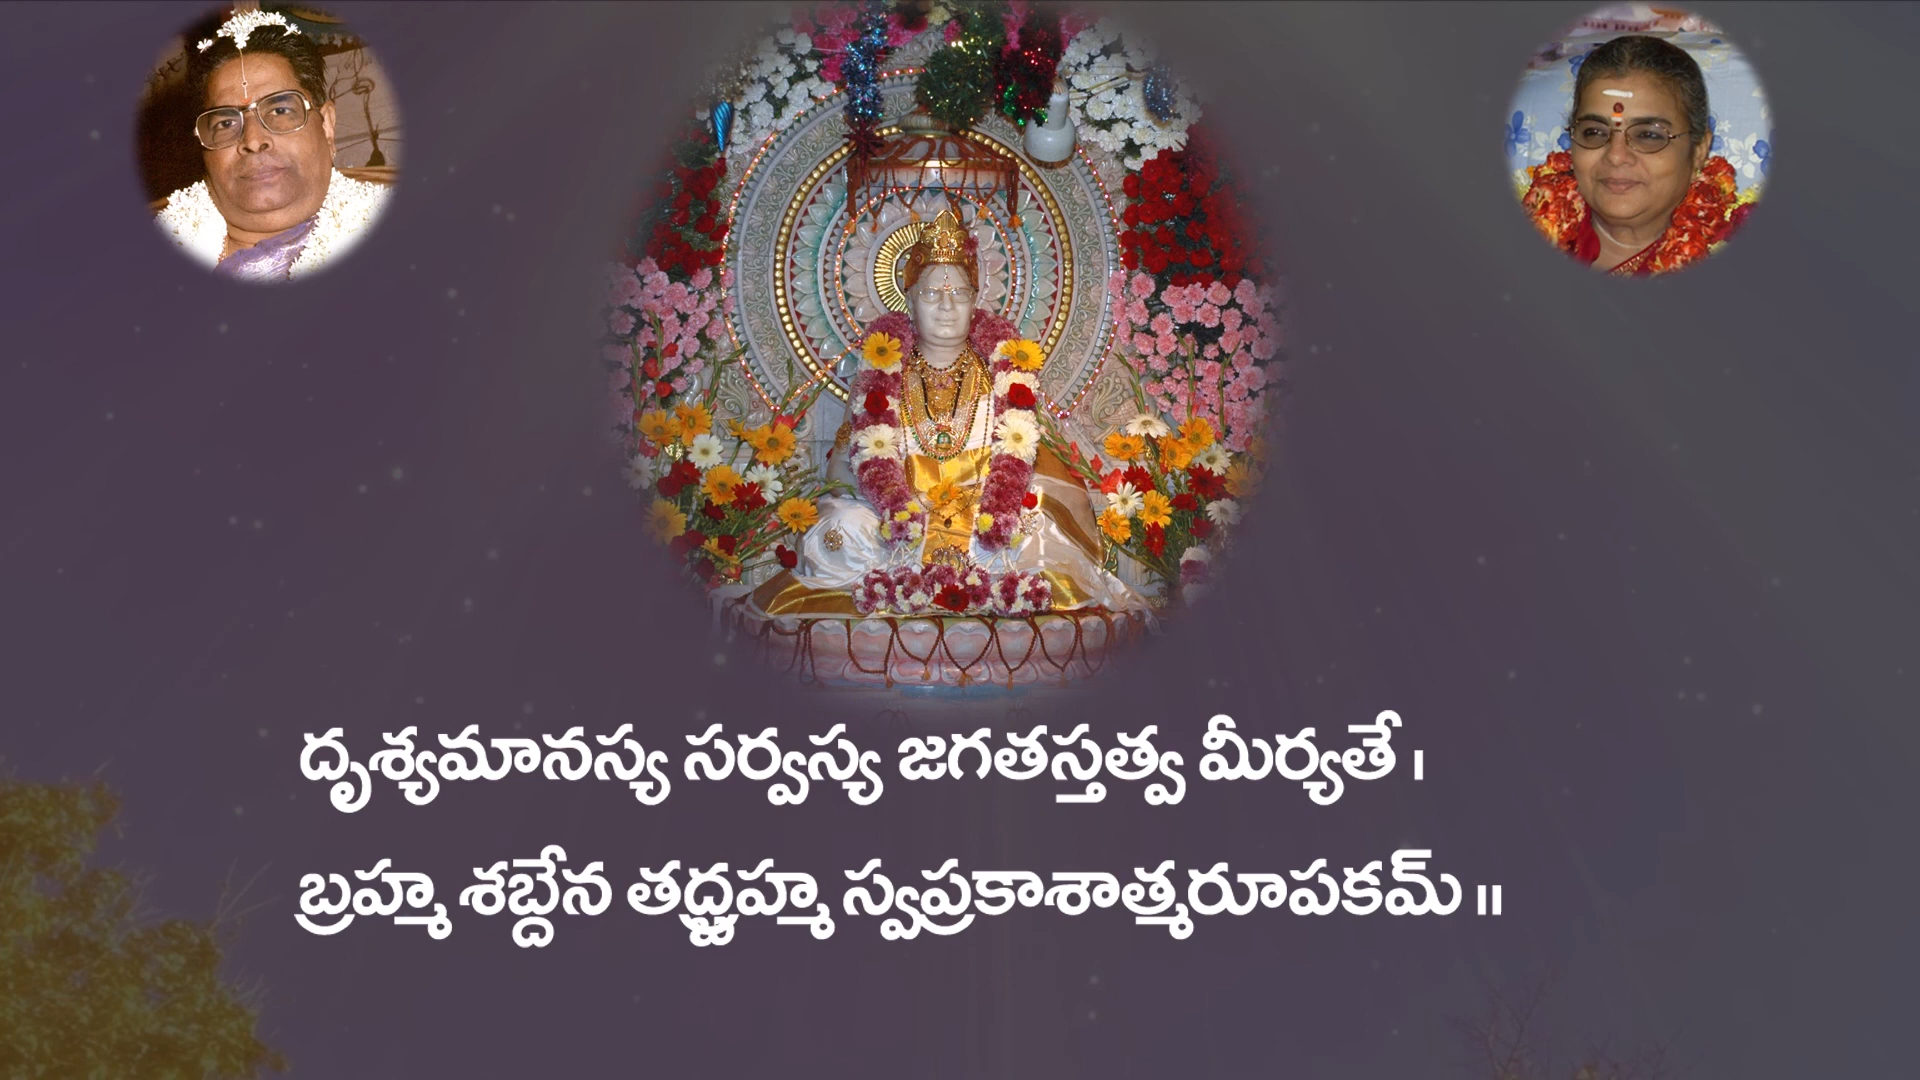 దృశ్యమానస్య సర్వస్య జగతస్తత్వ మీర్యతే ।
బ్రహ్మ శబ్దేన తద్బ్రహ్మ స్వప్రకాశాత్మరూపకమ్ ॥